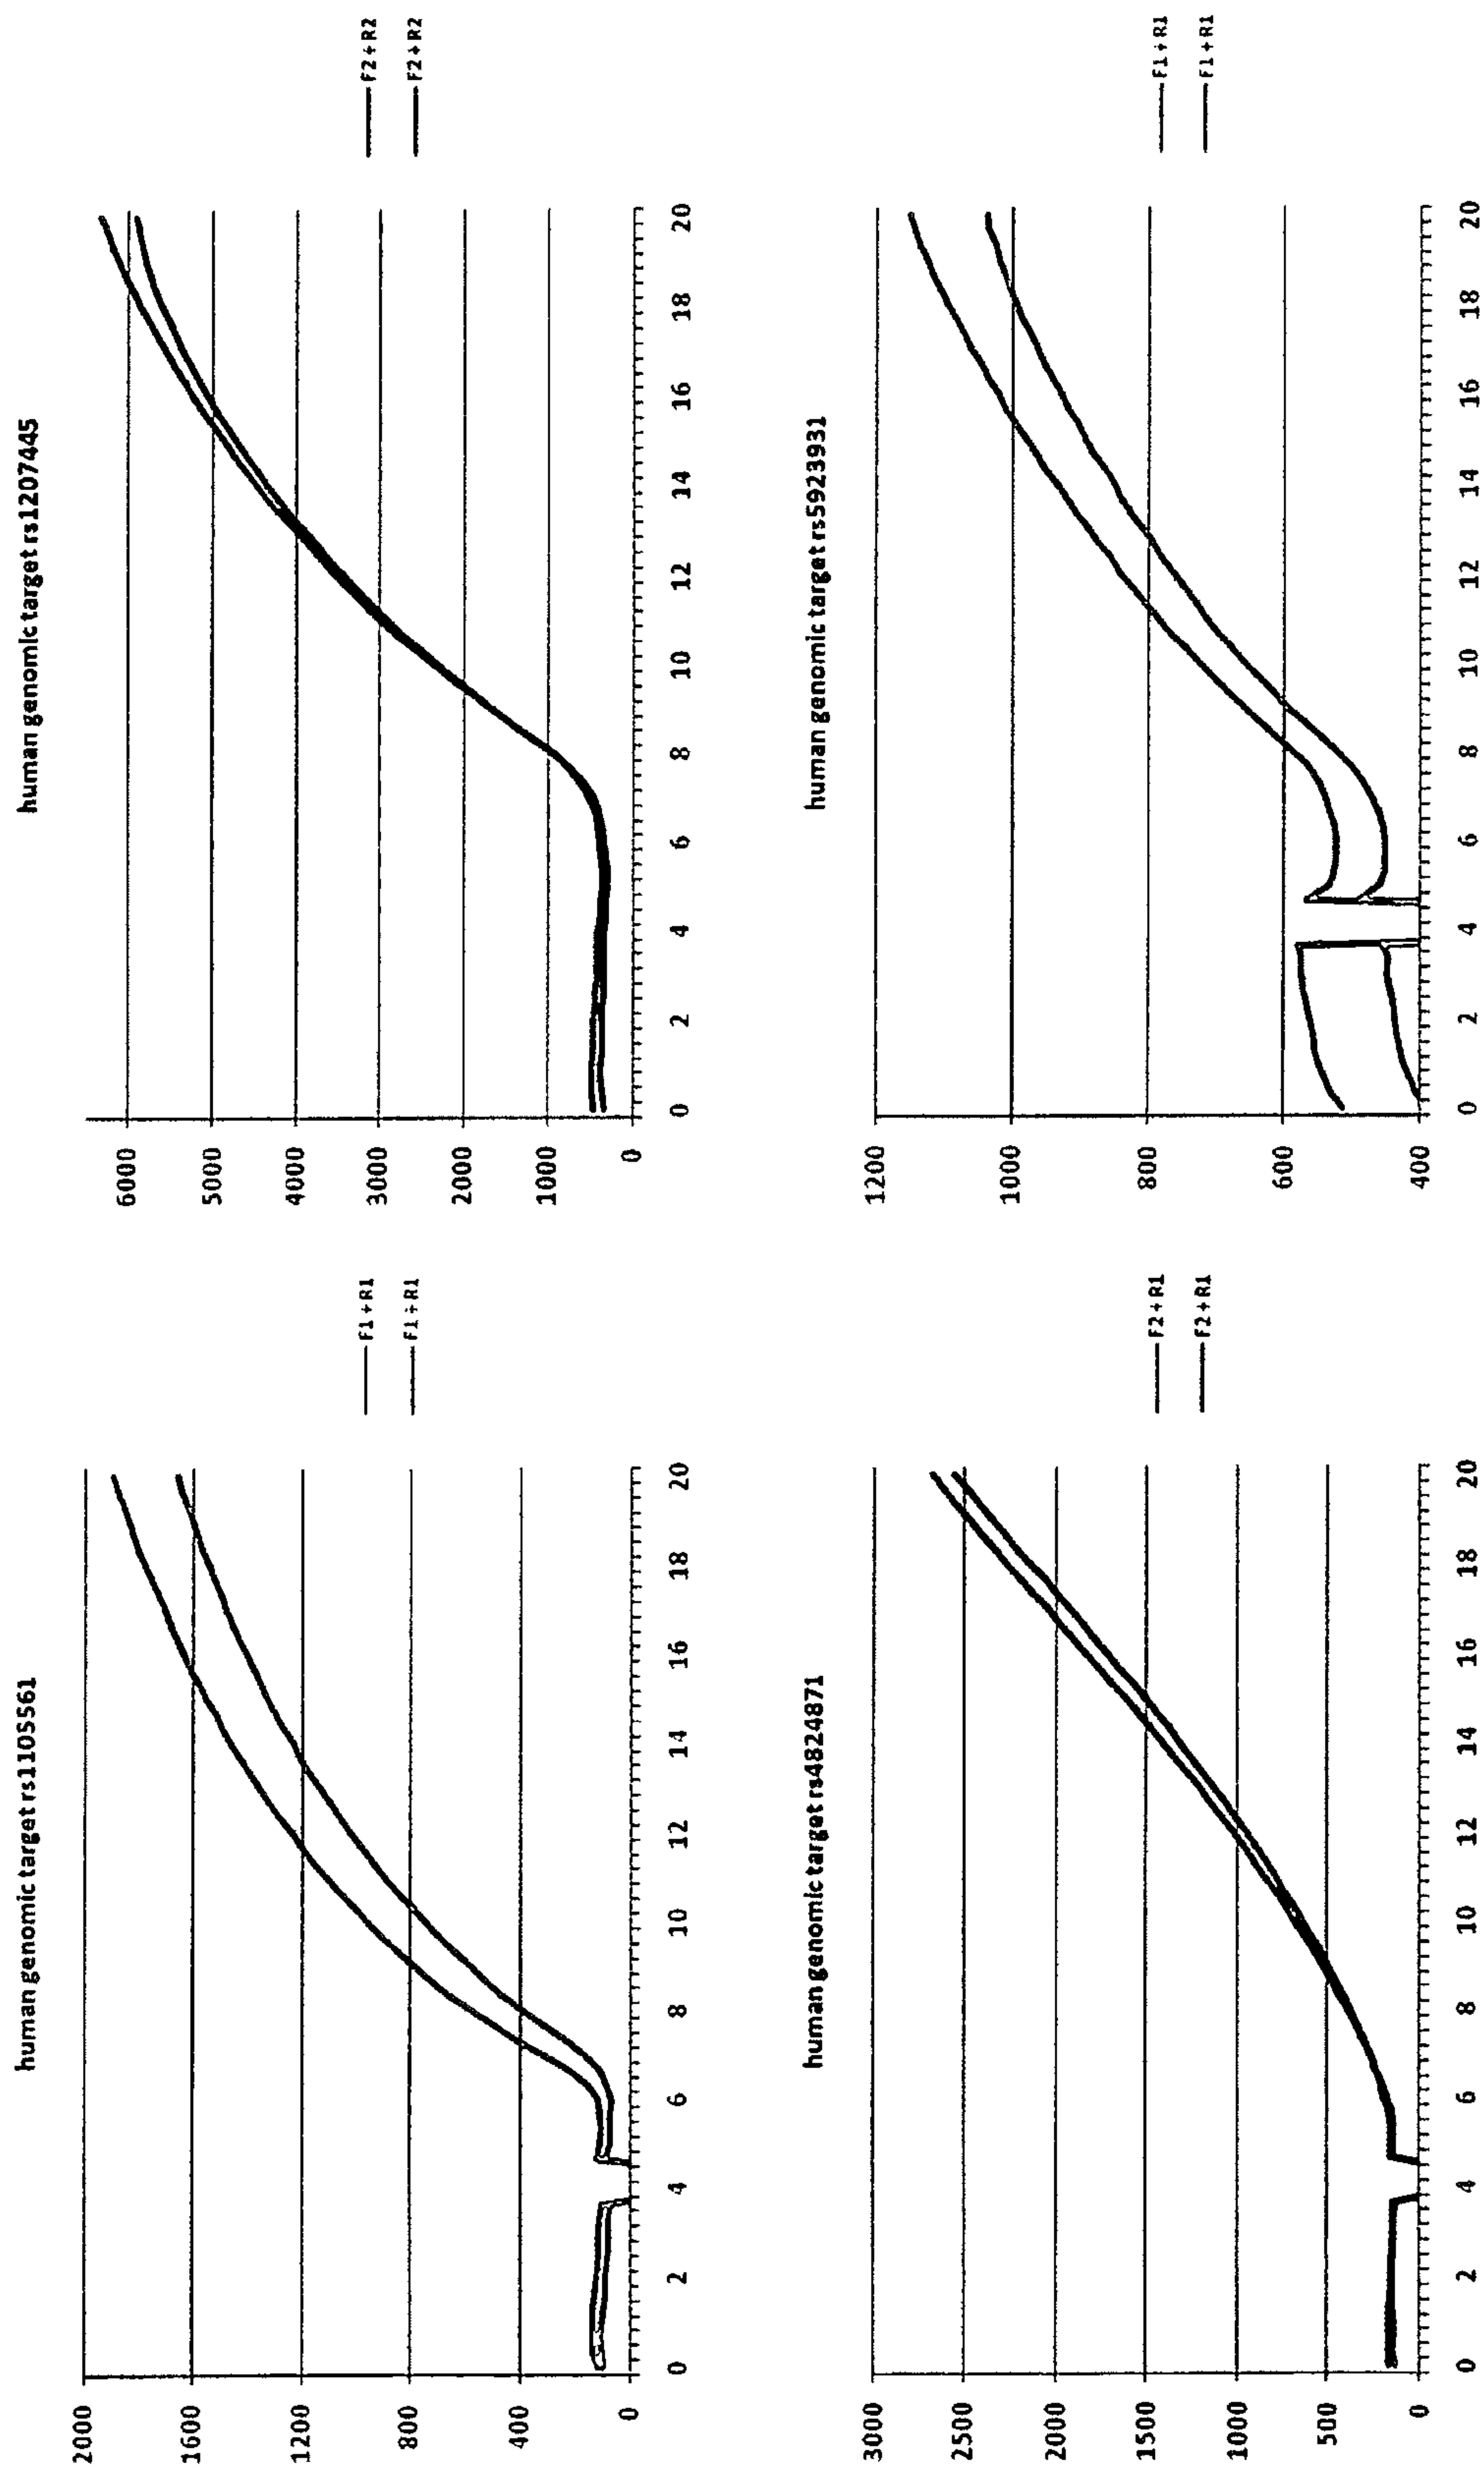 human genomic target rs1105561
2000
1600
1200
800
400
0
0 2 4 6 8 10 12 14 16 18 20
F1+R1
F1+R1
human genomic target rs1207445
6000
5000
4000
3000
2000
1000
0
0 2 4 6 8 10 12 14 16 18 20
F2+R2
F2+R2
human genomic target rs4824871
3000
2500
2000
1500
1000
500
0
0 2 4 6 8 10 12 14 16 18 20
F2+R1
F2+R1
human genomic target rs5923931
1200
1000
800
600
400
0 2 4 6 8 10 12 14 16 18 20
F1+R1
F1+R1